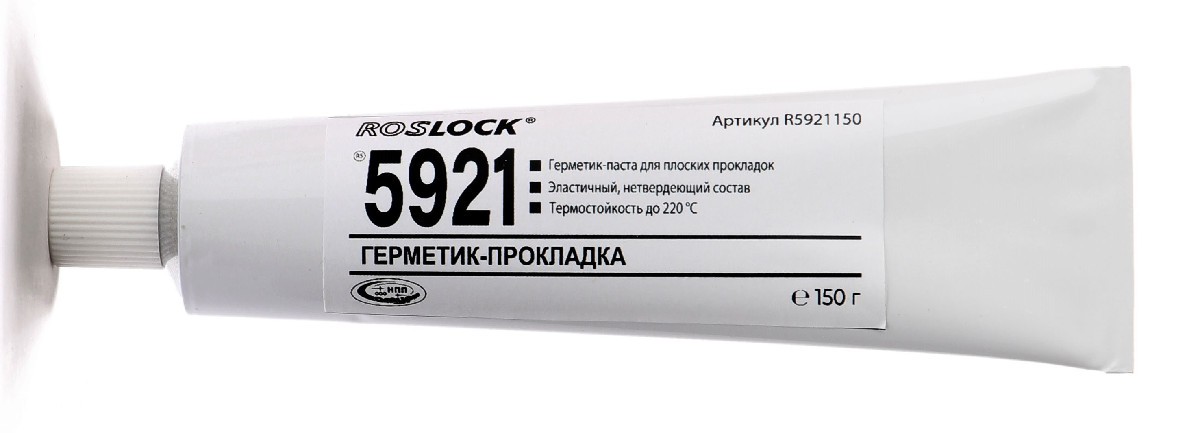 ROSLOCK®
Артикул R5921150
RS
5921
Герметик-паста для плоских прокладок
Эластичный, нетвердеющий состав
Термостойкость до 220 °С
ГЕРМЕТИК-ПРОКЛАДКА
НПП
℮ 150 г